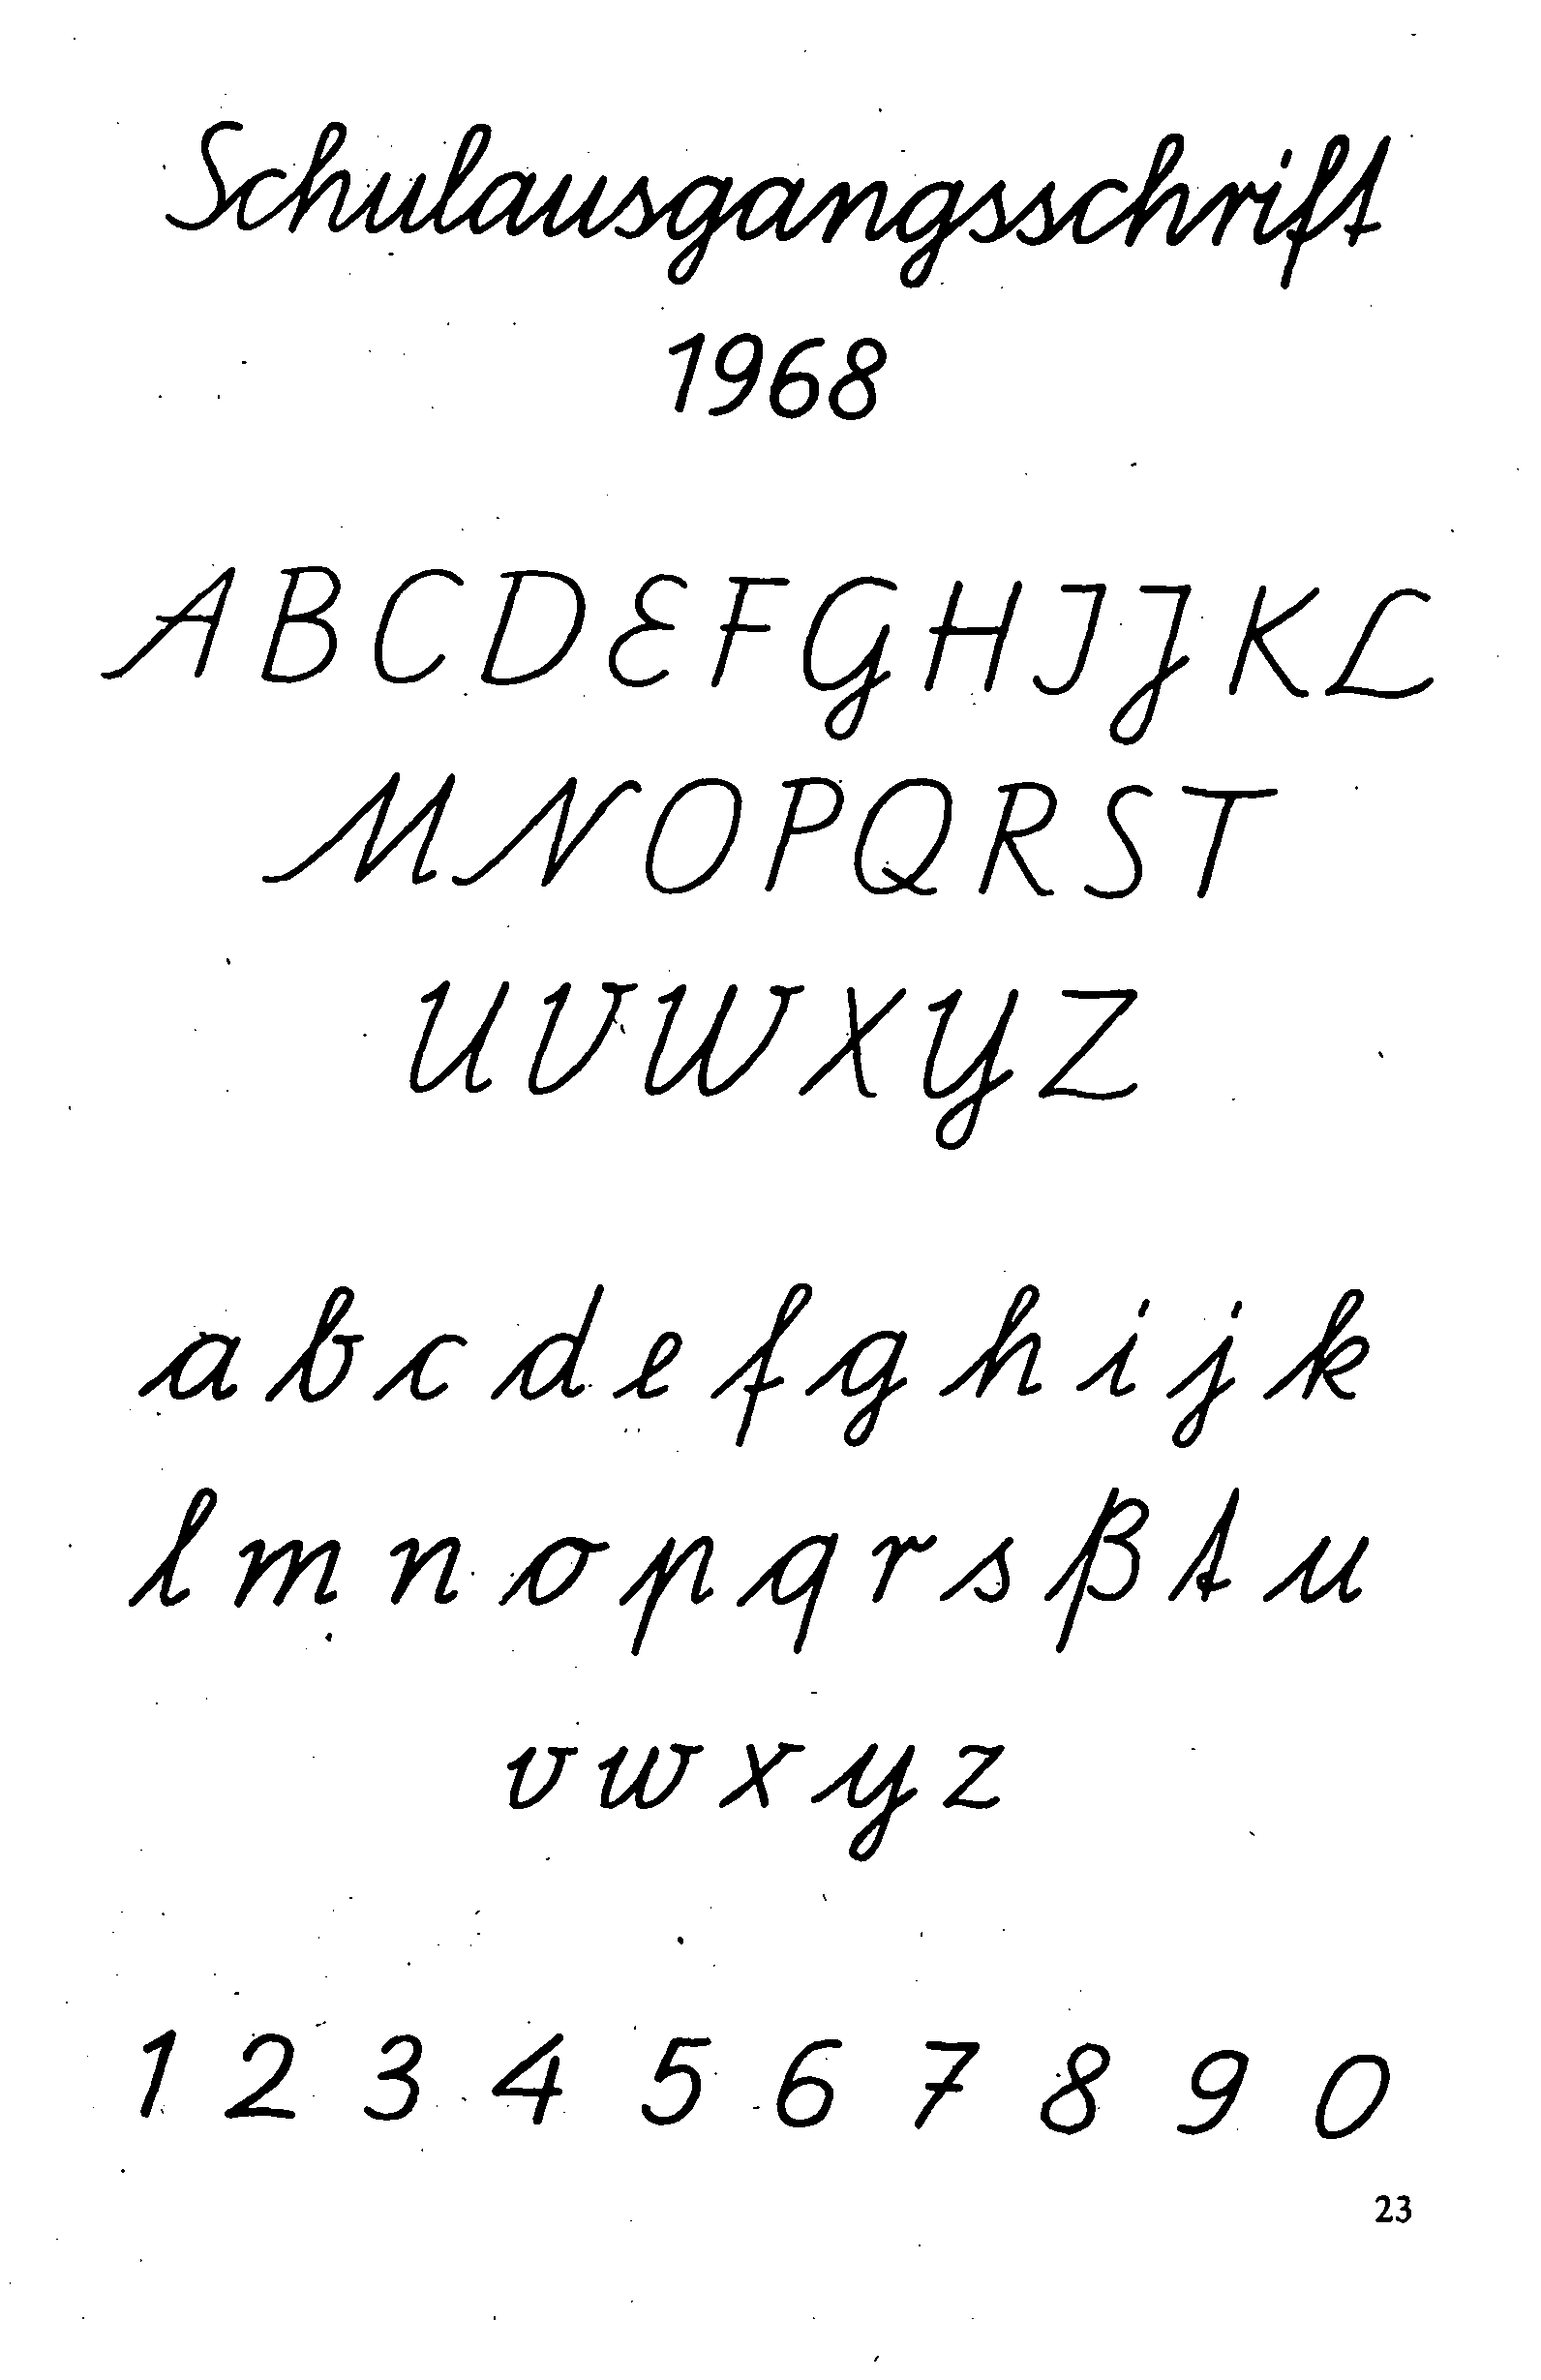 Schulausgangsschrift
1968
A B C D E F G H I J K L
M N O P Q R S T
U V W X Y Z
a b c d e f g h i j k
l m n o p q r s ß t u
v w x y z
1 2 3 4 5 6 7 8 9 0
23